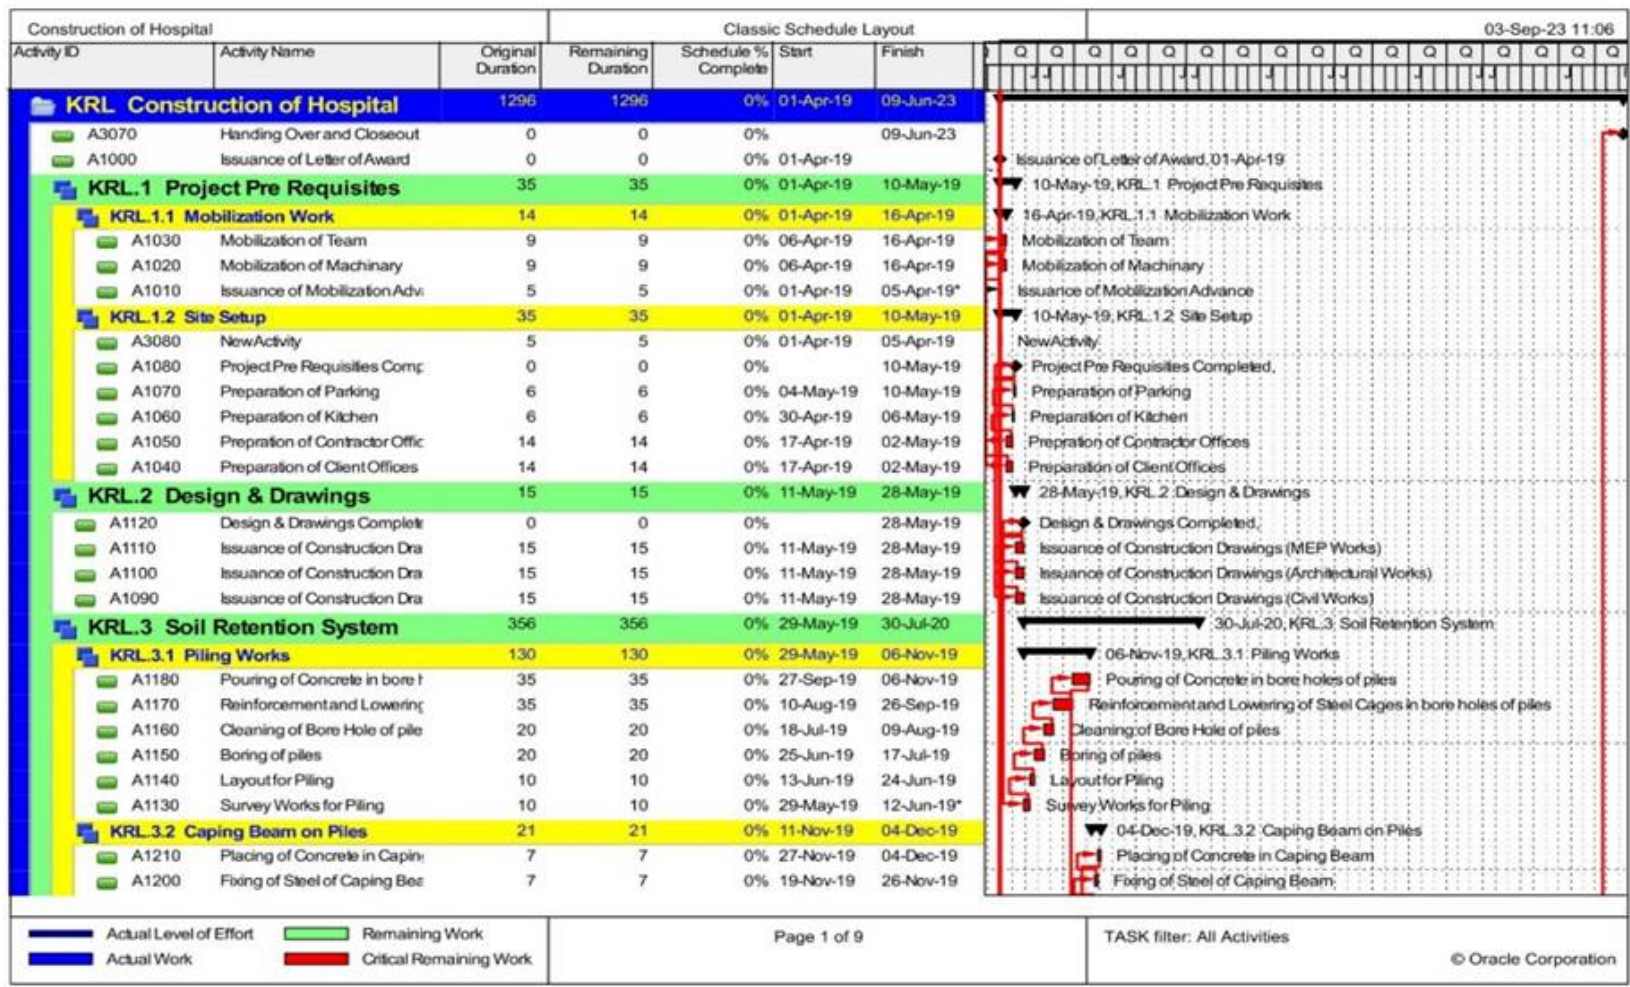 Construction of Hospital Classic Schedule Layout 03-Sep-23 11:06
Activity ID Activity Name Original Duration Remaining Duration Schedule % Complete Start Finish Q Q Q Q Q Q Q Q Q Q Q Q Q Q Q Q Q
KRL Construction of Hospital 1296 1296 0% 01-Apr-19 09-Jun-23
A3070 Handing Over and Closeout 0 0 0% 09-Jun-23
A1000 Issuance of Letter of Award 0 0 0% 01-Apr-19 Issuance of Letter of Award, 01-Apr-19
KRL.1 Project Pre Requisites 35 35 0% 01-Apr-19 10-May-19 10-May-19, KRL.1 Project Pre Requisites
KRL.1.1 Mobilization Work 14 14 0% 01-Apr-19 16-Apr-19 16-Apr-19, KRL.1.1 Mobilization Work
A1030 Mobilization of Team 9 9 0% 06-Apr-19 16-Apr-19 Mobilization of Team
A1020 Mobilization of Machinary 9 9 0% 06-Apr-19 16-Apr-19 Mobilization of Machinary
A1010 Issuance of Mobilization Adv 5 5 0% 01-Apr-19 05-Apr-19* Issuance of Mobilization Advance
KRL.1.2 Site Setup 35 35 0% 01-Apr-19 10-May-19 10-May-19, KRL.1.2 Site Setup
A3080 New Activity 5 5 0% 01-Apr-19 05-Apr-19 New Activity
A1080 Project Pre Requisities Comp 0 0 0% 10-May-19 Project Pre Requisities Completed,
A1070 Preparation of Parking 6 6 0% 04-May-19 10-May-19 Preparation of Parking
A1060 Preparation of Kitchen 6 6 0% 30-Apr-19 06-May-19 Preparation of Kitchen
A1050 Prepration of Contractor Offic 14 14 0% 17-Apr-19 02-May-19 Prepration of Contractor Offices
A1040 Preparation of Client Offices 14 14 0% 17-Apr-19 02-May-19 Preparation of Client Offices
KRL.2 Design & Drawings 15 15 0% 11-May-19 28-May-19 28-May-19, KRL.2 Design & Drawings
A1120 Design & Drawings Complete 0 0 0% 28-May-19 Design & Drawings Completed,
A1110 Issuance of Construction Dra 15 15 0% 11-May-19 28-May-19 Issuance of Construction Drawings (MEP Works)
A1100 Issuance of Construction Dra 15 15 0% 11-May-19 28-May-19 Issuance of Construction Drawings (Architectural Works)
A1090 Issuance of Construction Dra 15 15 0% 11-May-19 28-May-19 Issuance of Construction Drawings (Civil Works)
KRL.3 Soil Retention System 356 356 0% 29-May-19 30-Jul-20 30-Jul-20, KRL.3 Soil Retention System
KRL.3.1 Piling Works 130 130 0% 29-May-19 06-Nov-19 06-Nov-19, KRL.3.1 Piling Works
A1180 Pouring of Concrete in bore h 35 35 0% 27-Sep-19 06-Nov-19 Pouring of Concrete in bore holes of piles
A1170 Reinforcement and Lowering 35 35 0% 10-Aug-19 26-Sep-19 Reinforcement and Lowering of Steel Cages in bore holes of piles
A1160 Cleaning of Bore Hole of pile 20 20 0% 18-Jul-19 09-Aug-19 Cleaning of Bore Hole of piles
A1150 Boring of piles 20 20 0% 25-Jun-19 17-Jul-19 Boring of piles
A1140 Layout for Piling 10 10 0% 13-Jun-19 24-Jun-19 Layout for Piling
A1130 Survey Works for Piling 10 10 0% 29-May-19 12-Jun-19* Survey Works for Piling
KRL.3.2 Caping Beam on Piles 21 21 0% 11-Nov-19 04-Dec-19 04-Dec-19, KRL.3.2 Caping Beam on Piles
A1210 Placing of Concrete in Caping 7 7 0% 27-Nov-19 04-Dec-19 Placing of Concrete in Caping Beam
A1200 Fixing of Steel of Caping Bea 7 7 0% 19-Nov-19 26-Nov-19 Fixing of Steel of Caping Beam
Actual Level of Effort Remaining Work Page 1 of 9 TASK filter: All Activities
Actual Work Critical Remaining Work © Oracle Corporation